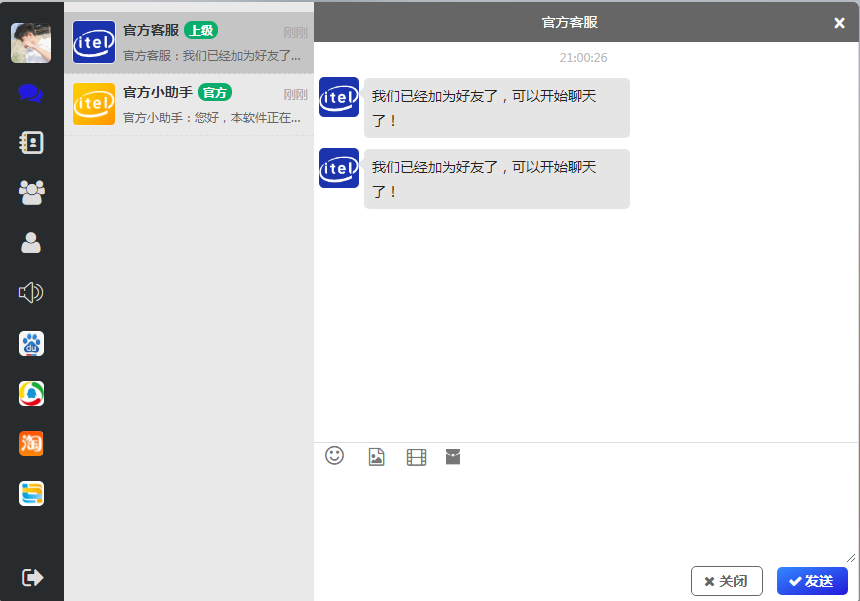 官方客服 上级 刚刚
官方客服：我们已经加为好友了...
官方小助手 官方 刚刚
官方小助手：您好，本软件正在...
itel
itel
官方客服
21:00:26
itel
我们已经加为好友了，可以开始聊天
了！
itel
我们已经加为好友了，可以开始聊天
了！
du
淘
关闭
发送